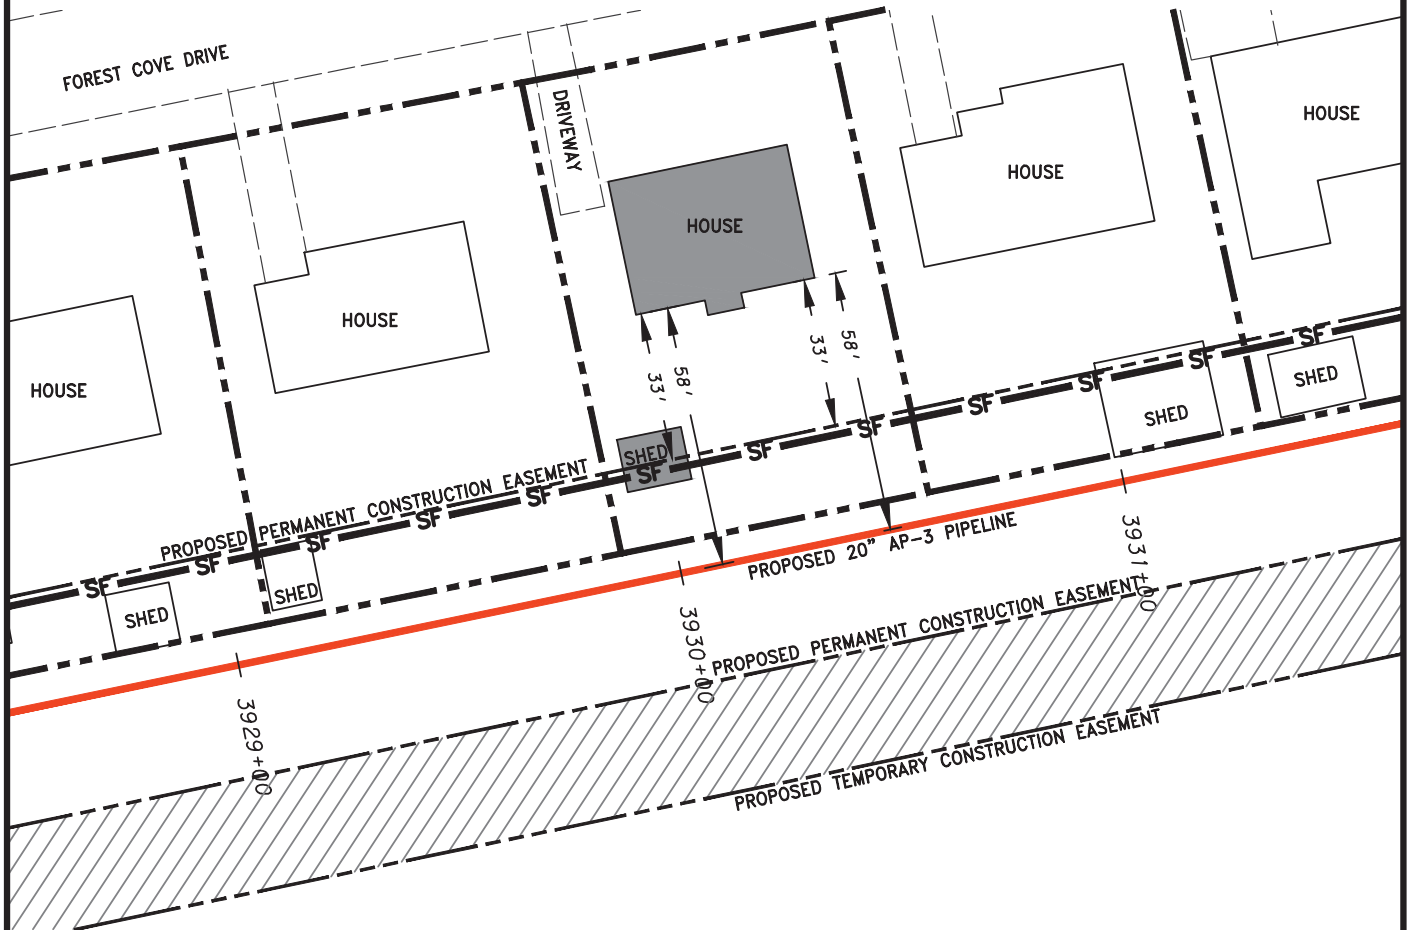 FOREST COVE DRIVE
DRIVEWAY
HOUSE
HOUSE
HOUSE
HOUSE
HOUSE
33'
58'
33'
58'
SF
SF
SF
SF
SF
SF
SF
SF
SF
SF
SF
SF
SHED
SHED
SHED
SHED
SHED
PROPOSED PERMANENT CONSTRUCTION EASEMENT
PROPOSED 20" AP-3 PIPELINE
3931+00
3930+00
3929+00
PROPOSED PERMANENT CONSTRUCTION EASEMENT
PROPOSED TEMPORARY CONSTRUCTION EASEMENT